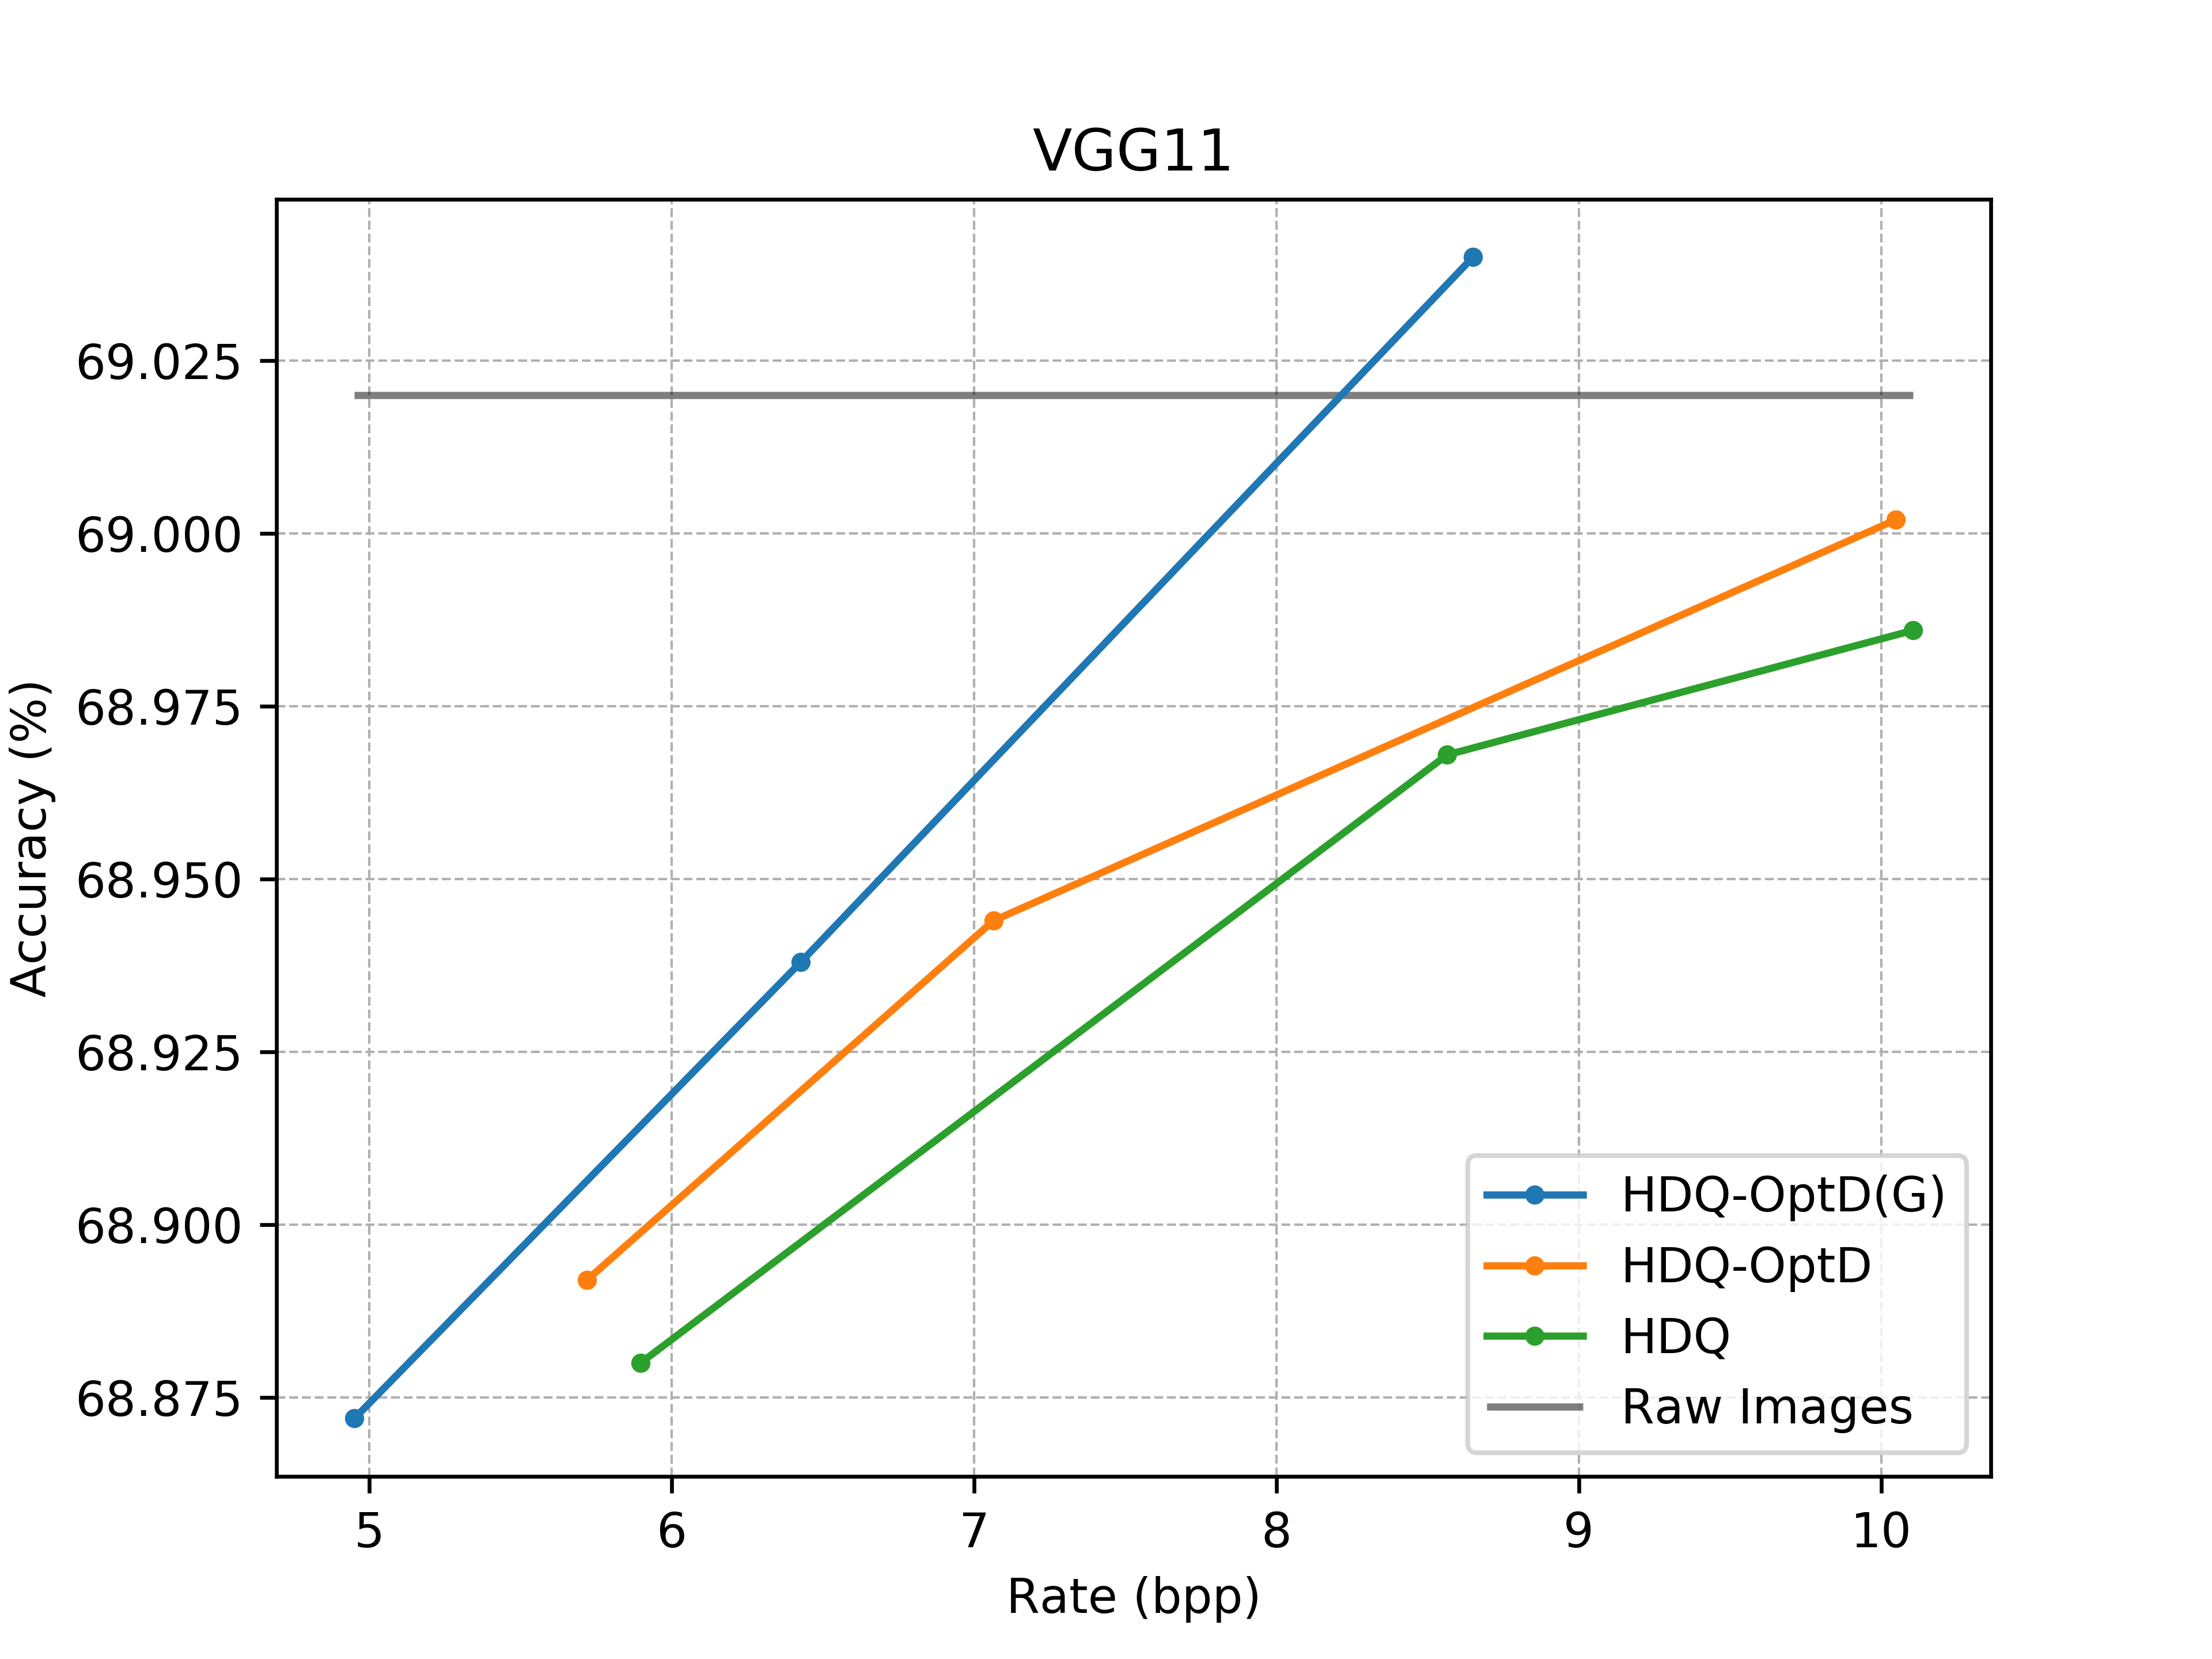 VGG11
Accuracy (%)
69.025
69.000
68.975
68.950
68.925
68.900
68.875
HDQ-OptD(G)
HDQ-OptD
HDQ
Raw Images
5 6 7 8 9 10
Rate (bpp)